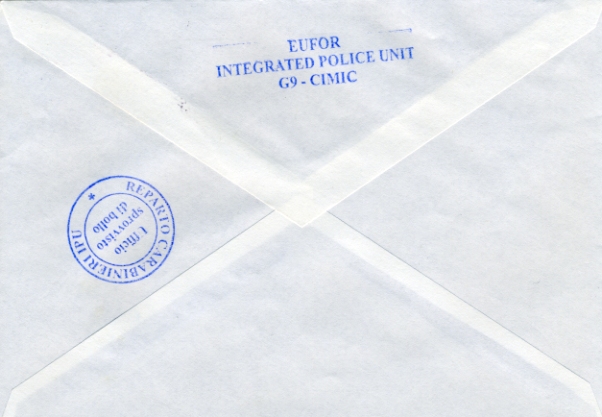 EUFOR
INTEGRATED POLICE UNIT
G9 - CIMIC
REPARTO CARABINIERI IPU *
Ufficio
sprovvisto
di bollo